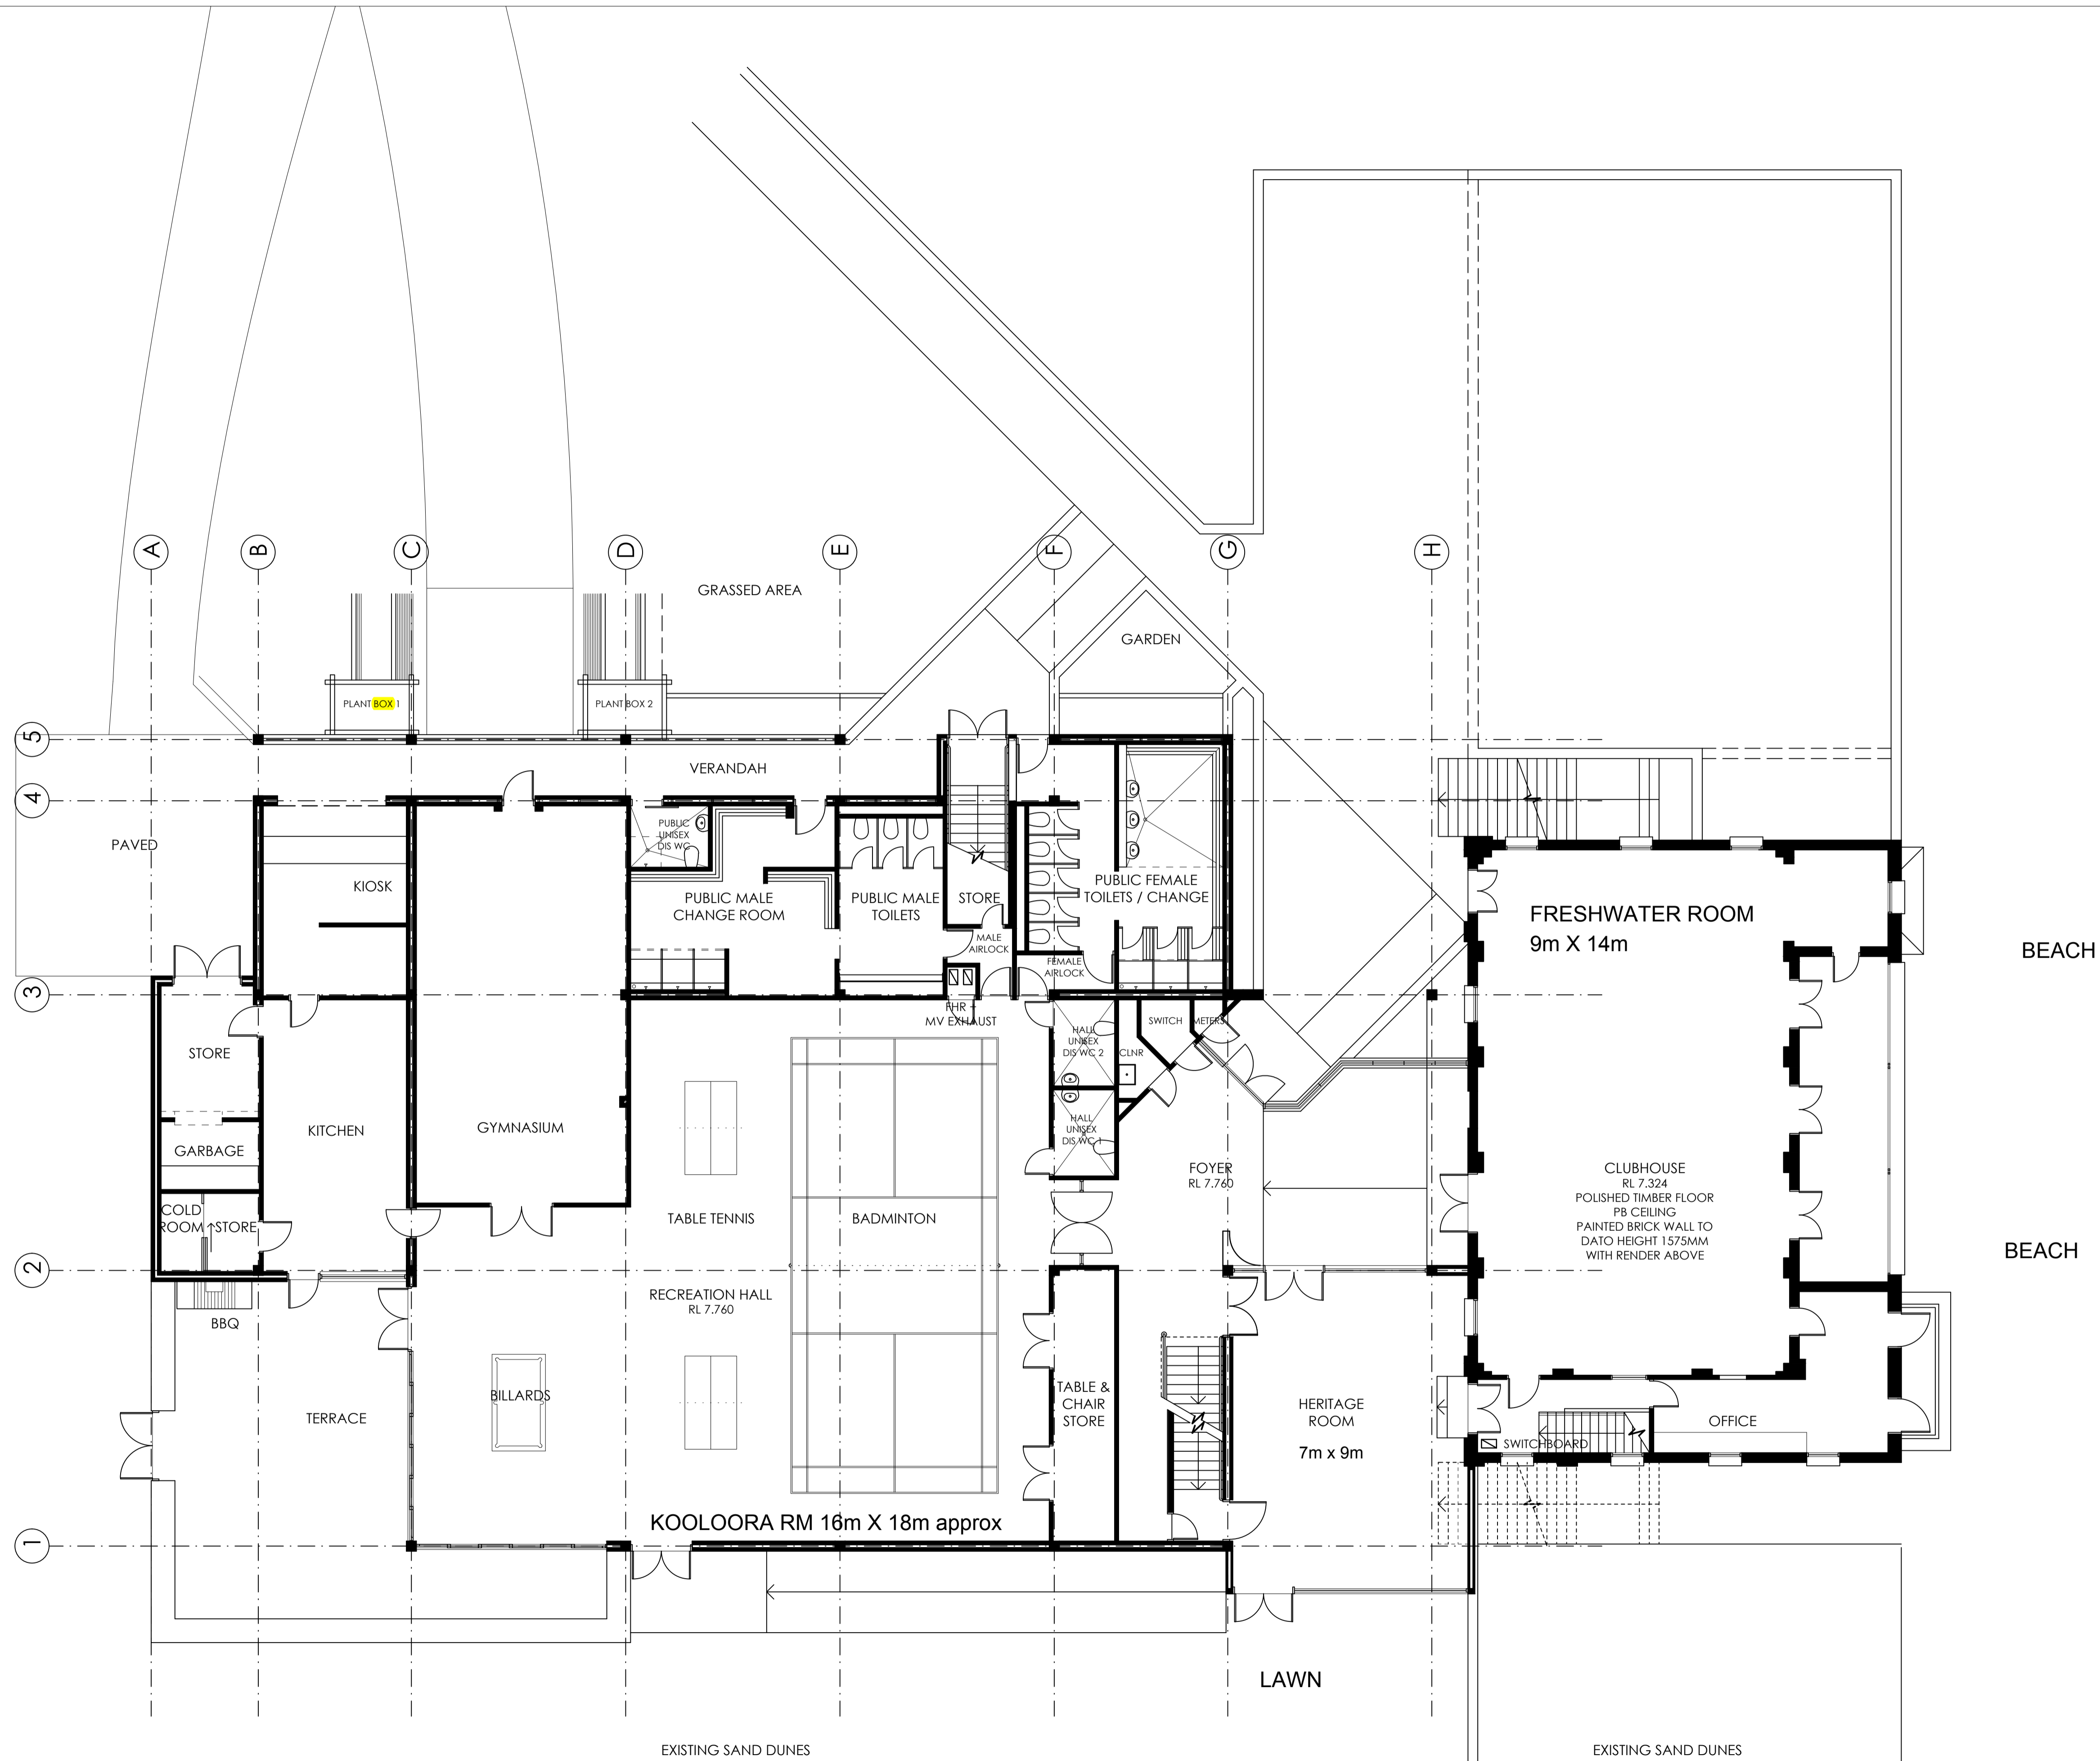 A
B
C
D
E
F
G
H
GRASSED AREA
GARDEN
PLANT BOX 1
PLANT BOX 2
5
VERANDAH
4
PAVED
KIOSK
PUBLIC
UNISEX
DIS WC
PUBLIC MALE
CHANGE ROOM
PUBLIC MALE
TOILETS
STORE
MALE
AIRLOCK
PUBLIC FEMALE
TOILETS / CHANGE
FEMALE
AIRLOCK
FRESHWATER ROOM
9m X 14m
BEACH
3
FHR +
MV EXHAUST
STORE
HALL
UNISEX
DIS WC 2
CLNR
SWITCH
METERS
GARBAGE
KITCHEN
GYMNASIUM
HALL
UNISEX
DIS WC 1
FOYER
RL 7.760
CLUBHOUSE
RL 7.324
POLISHED TIMBER FLOOR
PB CEILING
PAINTED BRICK WALL TO
DATO HEIGHT 1575MM
WITH RENDER ABOVE
COLD
ROOM
STORE
TABLE TENNIS
BADMINTON
BEACH
2
RECREATION HALL
RL 7.760
BBQ
BILLARDS
TERRACE
TABLE &
CHAIR
STORE
HERITAGE
ROOM
7m x 9m
OFFICE
SWITCHBOARD
KOOLOORA RM 16m X 18m approx
1
LAWN
EXISTING SAND DUNES
EXISTING SAND DUNES